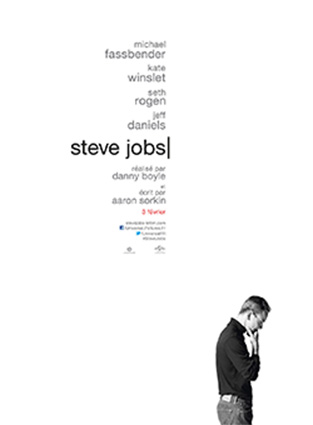 michael
fassbender
kate
winslet
seth
rogen
jeff
daniels
steve jobs
réalisé par
danny boyle
et
écrit par
aaron sorkin
3 février